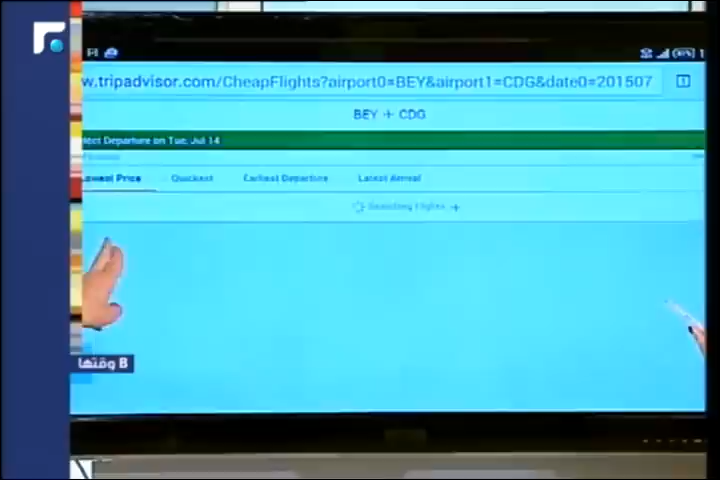 w.tripadvisor.com/CheapFlights?airport0=BEY&airport1=CDG&date0=201507
BEY → CDG
lect Departure on Tue, Jul 14
Lowest Price Quickest Earliest Departure Latest Arrival
Searching Flights
B وقتها